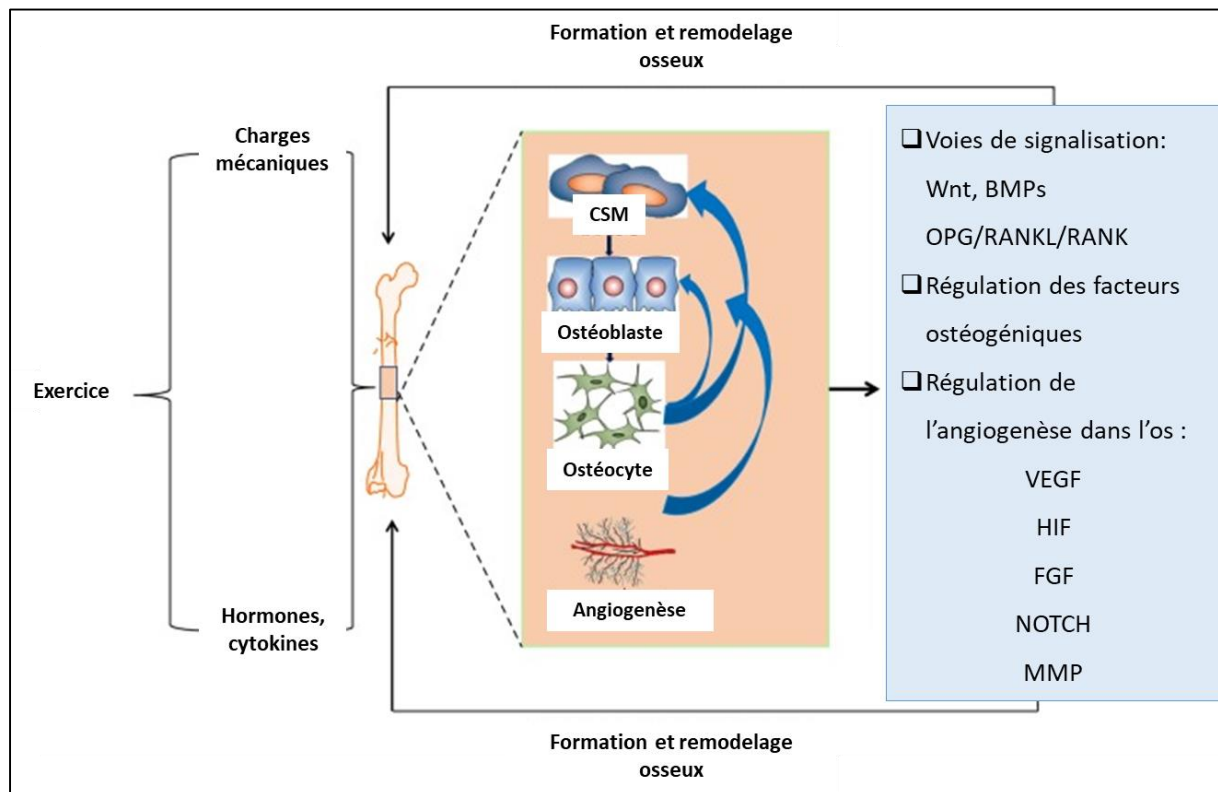 Formation et remodelage
osseux
Charges
mécaniques
Exercice
Hormones,
cytokines
CSM
Ostéoblaste
Ostéocyte
Angiogenèse
❑Voies de signalisation:
Wnt, BMPs
OPG/RANKL/RANK
❑Régulation des facteurs
ostéogéniques
❑Régulation de
l’angiogenèse dans l’os :
VEGF
HIF
FGF
NOTCH
MMP
Formation et remodelage
osseux